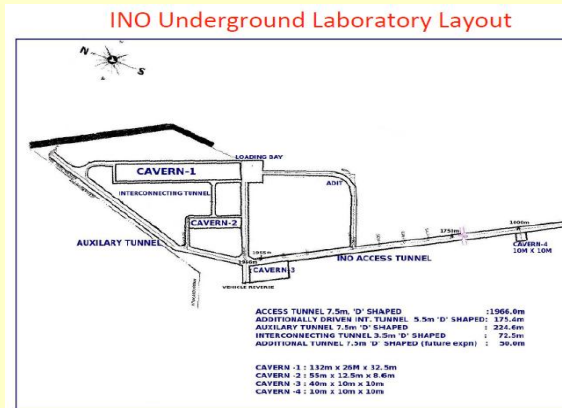 INO Underground Laboratory Layout
N
S
LOADING BAY
CAVERN-1
ADIT
INTERCONNECTING TUNNEL
CAVERN-2
AUXILARY TUNNEL
1750m
CAVERN-4
10M X 10M
INO ACCESS TUNNEL
CAVERN-3
VEHICLE REVERSE
ACCESS TUNNEL 7.5m, 'D' SHAPED :1966.0m
ADDITIONALLY DRIVEN INT. TUNNEL 5.5m 'D' SHAPED: 175.4m
AUXILARY TUNNEL 7.5m 'D' SHAPED : 224.6m
INTERCONNECTING TUNNEL 3.5m 'D' SHAPED : 72.5m
ADDITIONAL TUNNEL 7.5m 'D' SHAPED (future expn) : 50.0m
CAVERN -1 : 132m x 26M x 32.5m
CAVERN -2 : 55m x 12.5m x 8.6m
CAVERN -3 : 40m x 10m x 10m
CAVERN -4 : 10m x 10m x 10m